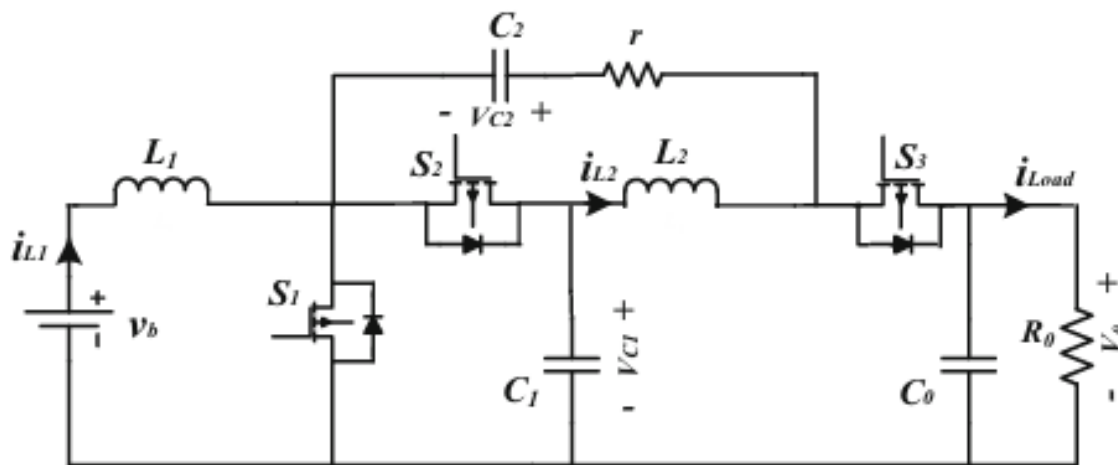 C2
r
- VC2 +
L1
S2
iL2
L2
S3
iLoad
iL1
+
-
vb
S1
C1
+
VC1
-
C0
R0
+
-